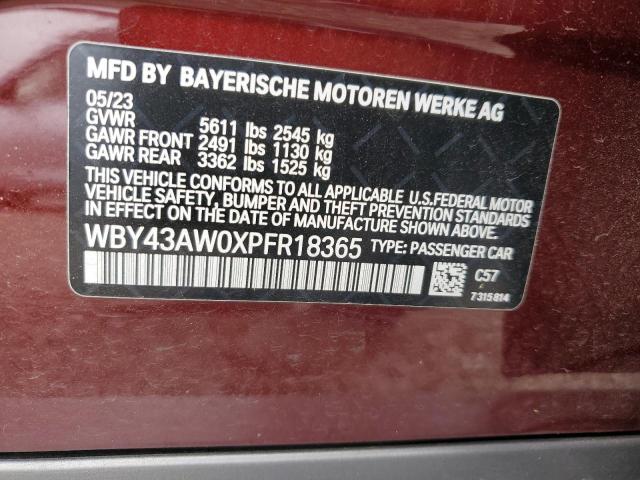 MFD BY BAYERISCHE MOTOREN WERKE AG
05/23
GVWR 5611 lbs 2545 kg
GAWR FRONT 2491 lbs 1130 kg
GAWR REAR 3362 lbs 1525 kg
THIS VEHICLE CONFORMS TO ALL APPLICABLE U.S.FEDERAL MOTOR
VEHICLE SAFETY, BUMPER AND THEFT PREVENTION STANDARDS
IN EFFECT ON THE DATE OF MANUFACTURE SHOWN ABOVE.
WBY43AW0XPFR18365 TYPE: PASSENGER CAR
C57
7315814